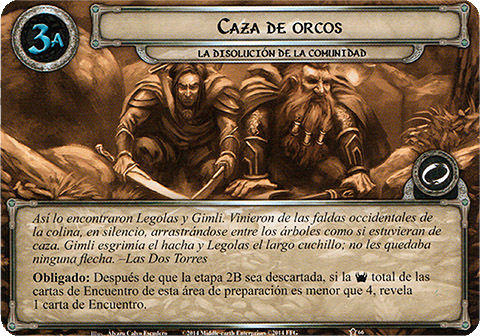 CAZA DE ORCOS
3A
LA DISOLUCIÓN DE LA COMUNIDAD
Así lo encontraron Legolas y Gimli. Vinieron de las faldas occidentales de
la colina, en silencio, arrastrándose entre los árboles como si estuvieran de
caza. Gimli esgrimía el hacha y Legolas el largo cuchillo; no les quedaba
ninguna flecha. –Las Dos Torres
Obligado: Después de que la etapa 2B sea descartada, si la total de las
cartas de Encuentro de esta área de preparación es menor que 4, revela
1 carta de Encuentro.
Illus. Álvaro Calvo Escudero ©2014 Middle-earth Enterprises ©2014 FFG 66